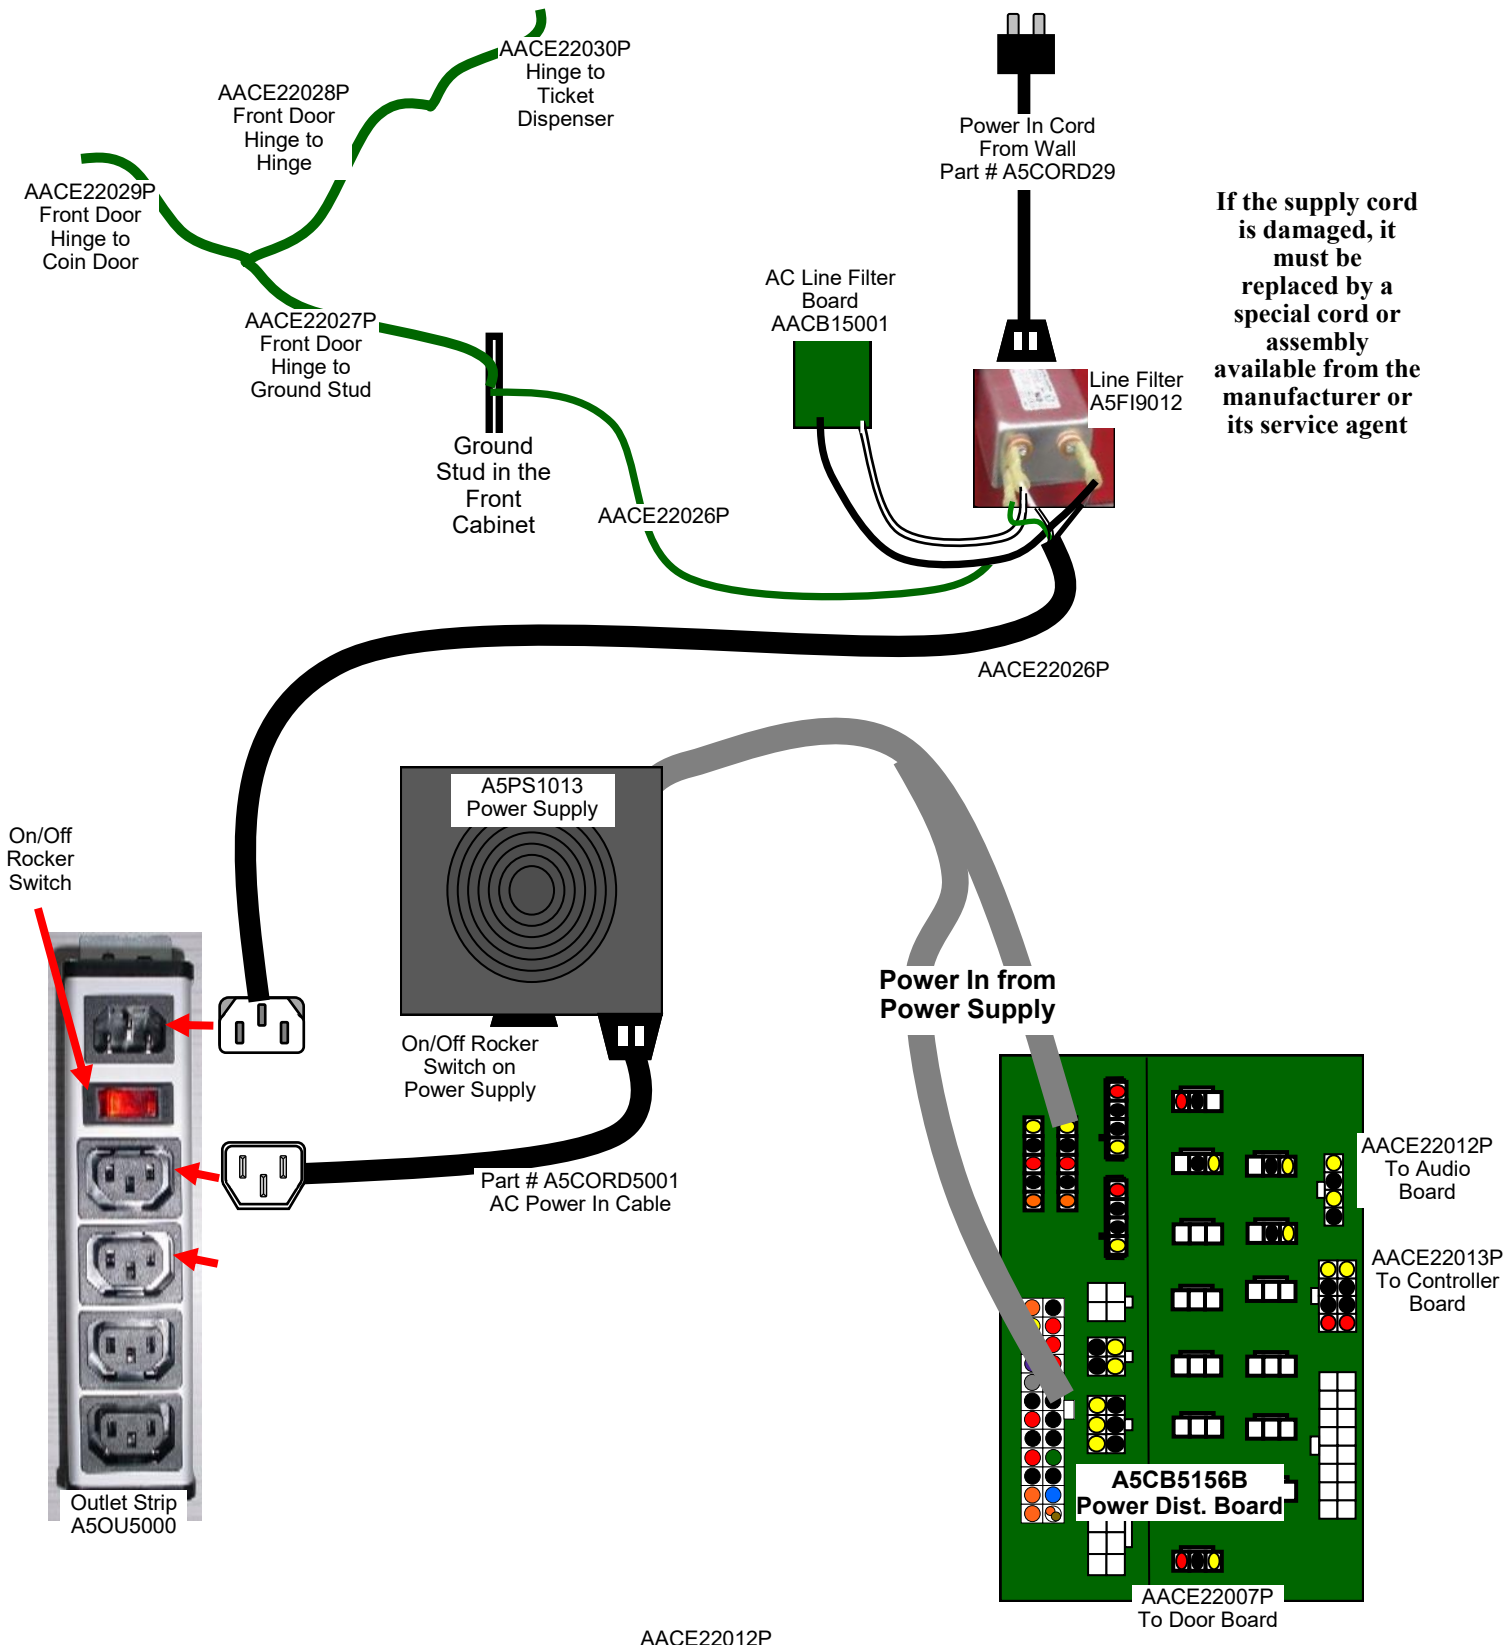 AACE22030P
Hinge to
Ticket
Dispenser
AACE22028P
Front Door
Hinge to
Hinge
AACE22029P
Front Door
Hinge to
Coin Door
AACE22027P
Front Door
Hinge to
Ground Stud
Ground
Stud in the
Front
Cabinet
AACE22026P
Power In Cord
From Wall
Part # A5CORD29
AC Line Filter
Board
AACB15001
Line Filter
A5FI9012
If the supply cord
is damaged, it
must be
replaced by a
special cord or
assembly
available from the
manufacturer or
its service agent
AACE22026P
A5PS1013
Power Supply
On/Off
Rocker
Switch
On/Off Rocker
Switch on
Power Supply
Power In from
Power Supply
Part # A5CORD5001
AC Power In Cable
AACE22012P
To Audio
Board
AACE22013P
To Controller
Board
A5CB5156B
Power Dist. Board
Outlet Strip
A5OU5000
AACE22007P
To Door Board
AACE22012P